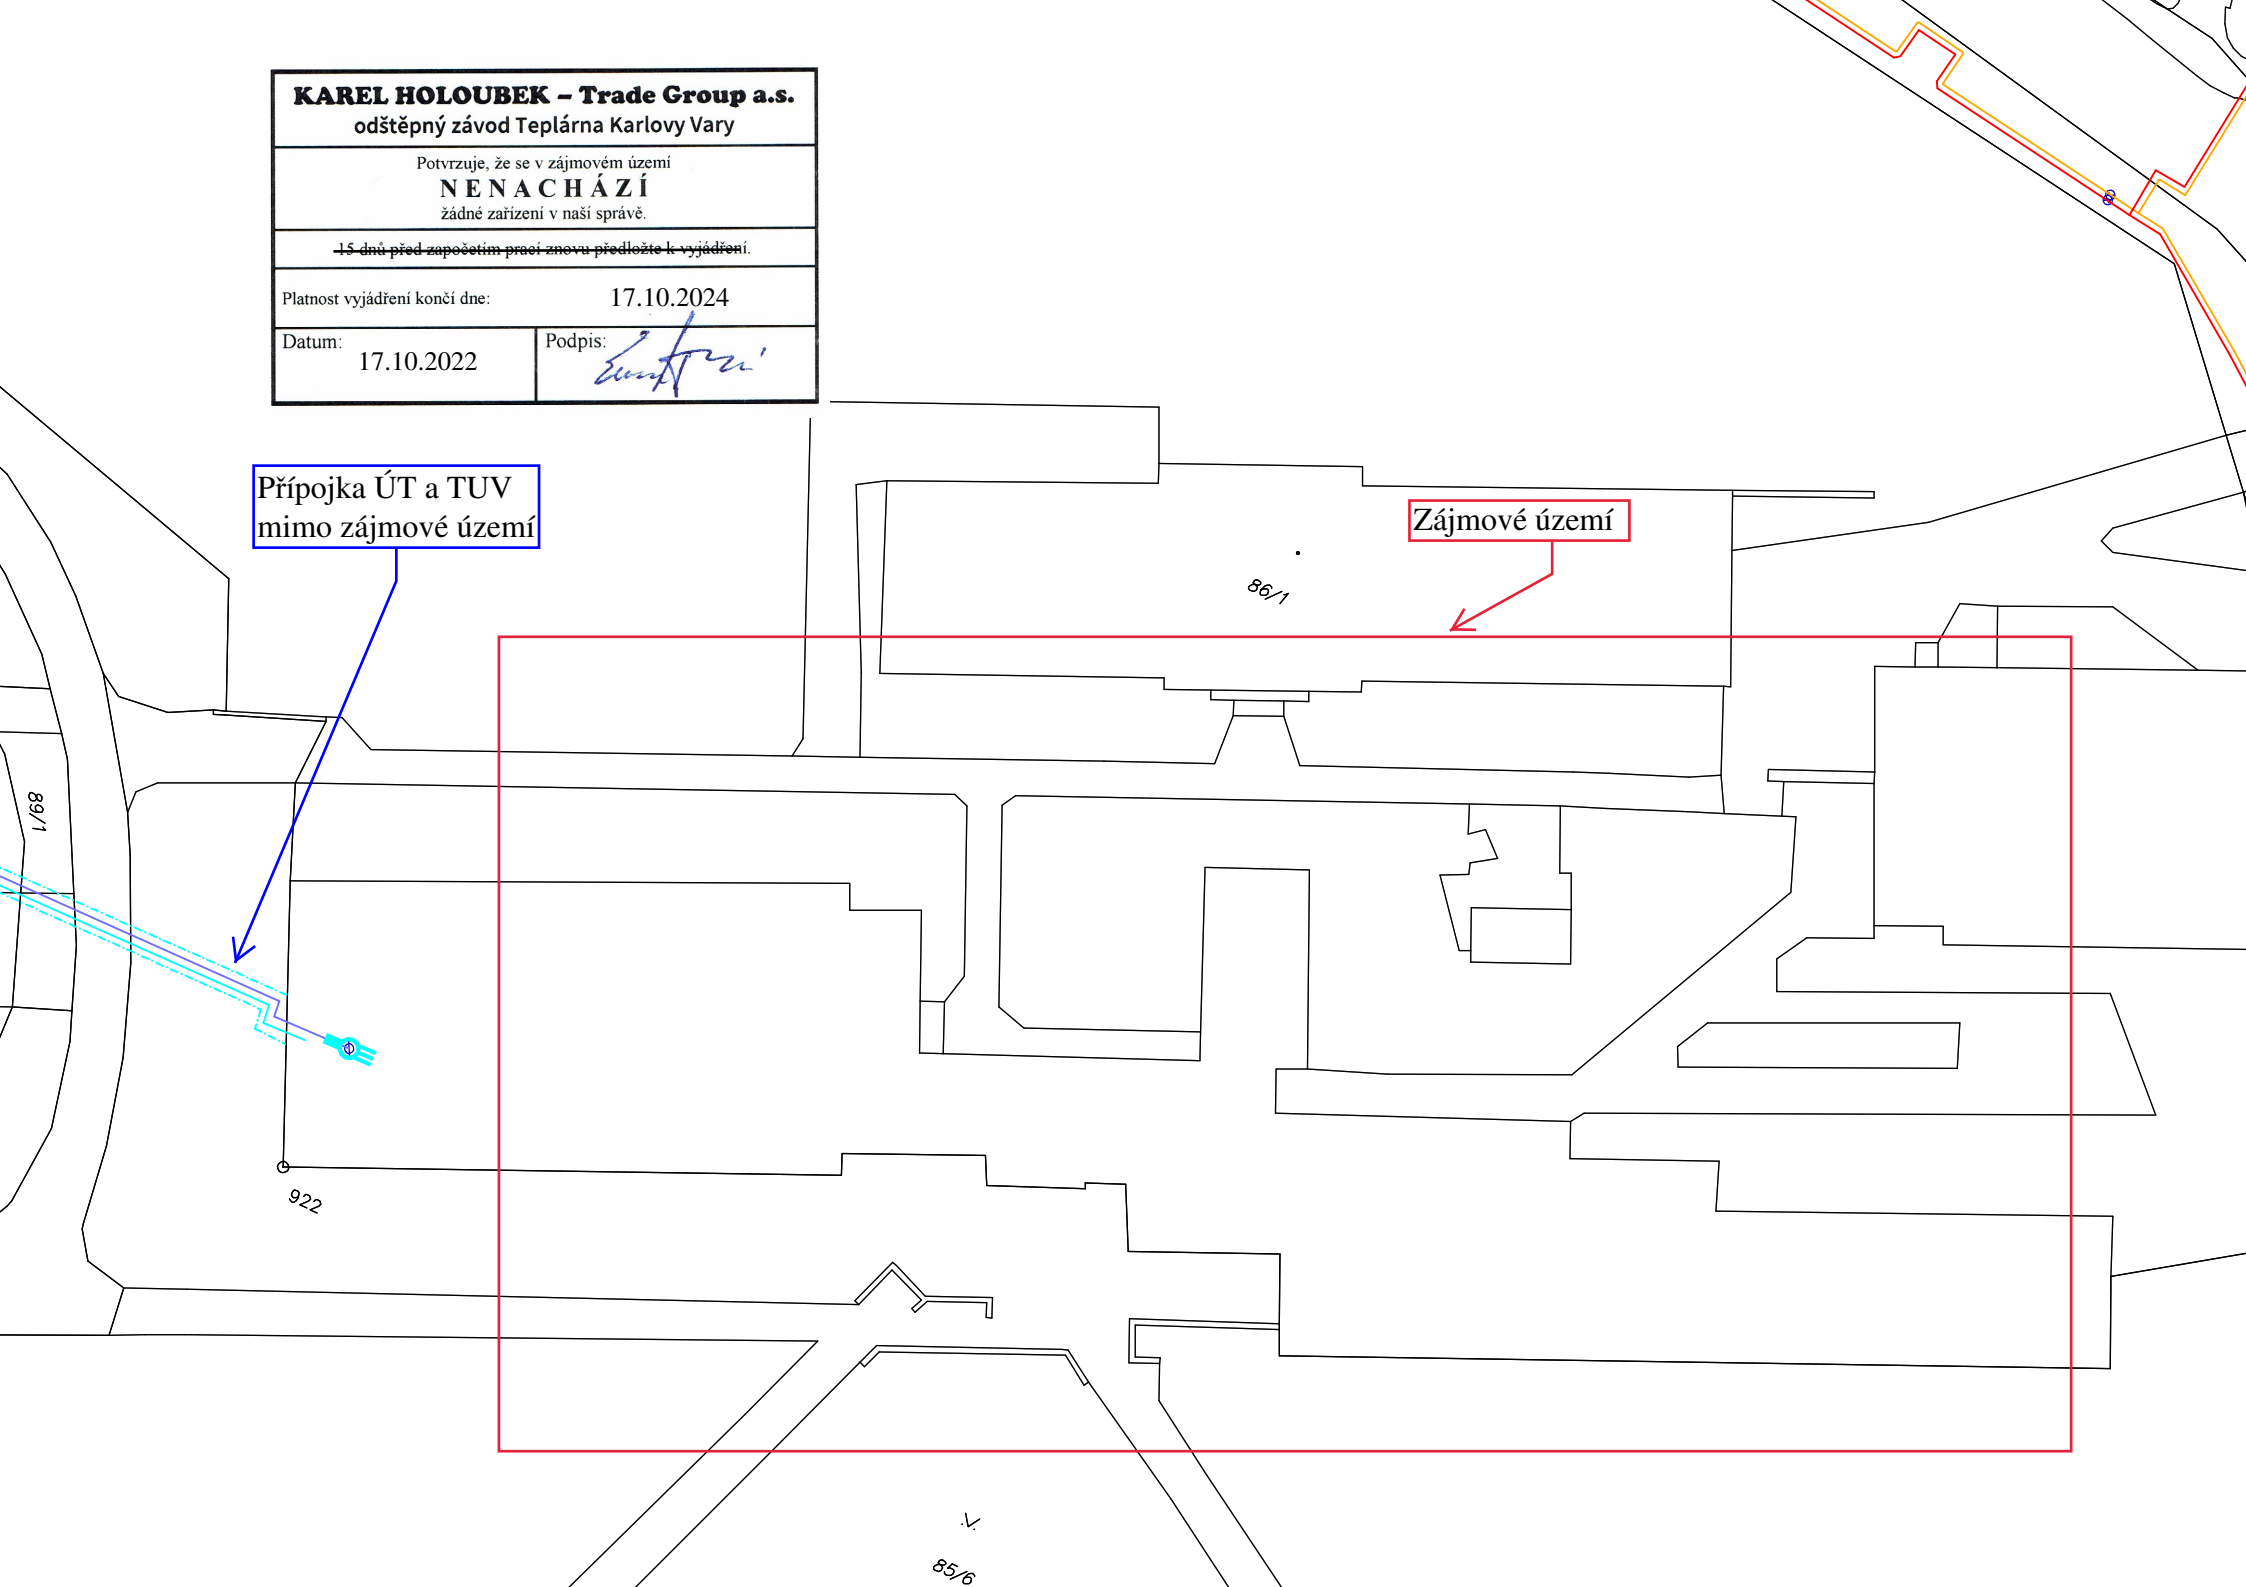 KAREL HOLOUBEK – Trade Group a.s.
odštěpný závod Teplárna Karlovy Vary
Potvrzuje, že se v zájmovém území
NENACHÁZÍ
žádné zařízení v naší správě.
15 dnů před započetím prací znovu předložte k vyjádření.
Platnost vyjádření končí dne: 17.10.2024
Datum: 17.10.2022
Podpis:
Přípojka ÚT a TUV
mimo zájmové území
Zájmové území
86/1
89/1
922
85/6